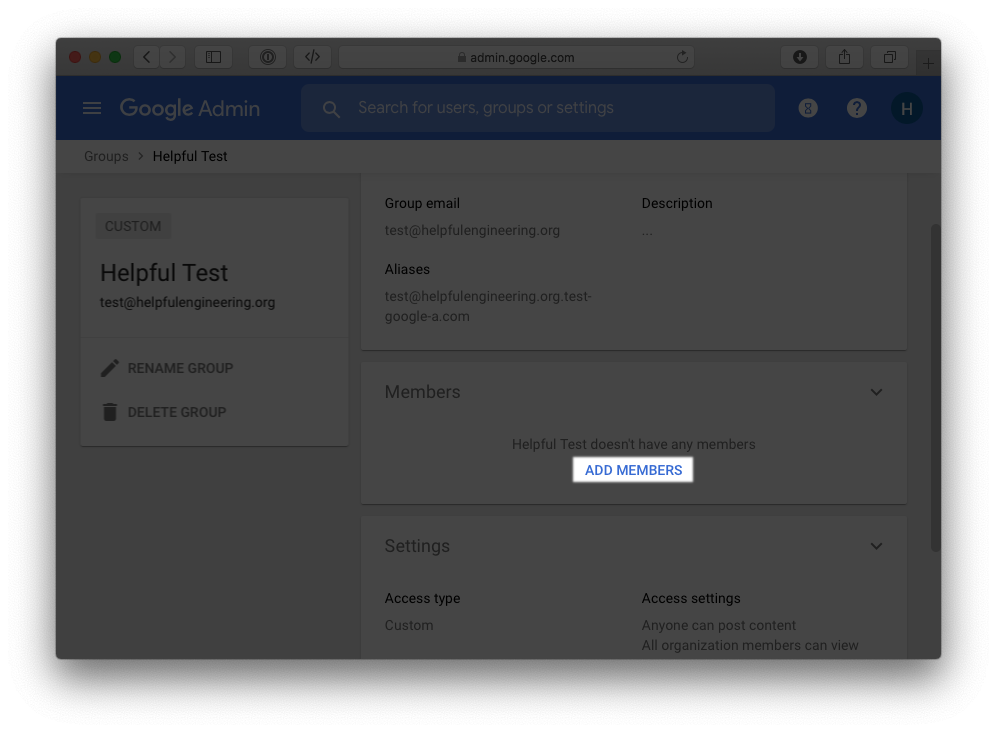 admin.google.com
Google Admin
Search for users, groups or settings
8
?
H
Groups > Helpful Test
CUSTOM
Helpful Test
test@helpfulengineering.org
RENAME GROUP
DELETE GROUP
Group email
test@helpfulengineering.org
Description
...
Aliases
test@helpfulengineering.org.test-
google-a.com
Members
Helpful Test doesn't have any members
ADD MEMBERS
Settings
Access type
Custom
Access settings
Anyone can post content
All organization members can view